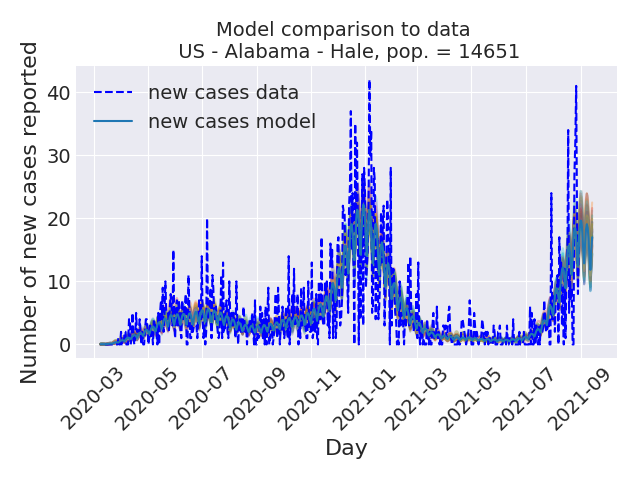 Model comparison to data
US - Alabama - Hale, pop. = 14651
Number of new cases reported
40
30
20
10
0
new cases data
new cases model
2020-03
2020-05
2020-07
2020-09
2020-11
2021-01
2021-03
2021-05
2021-07
2021-09
Day